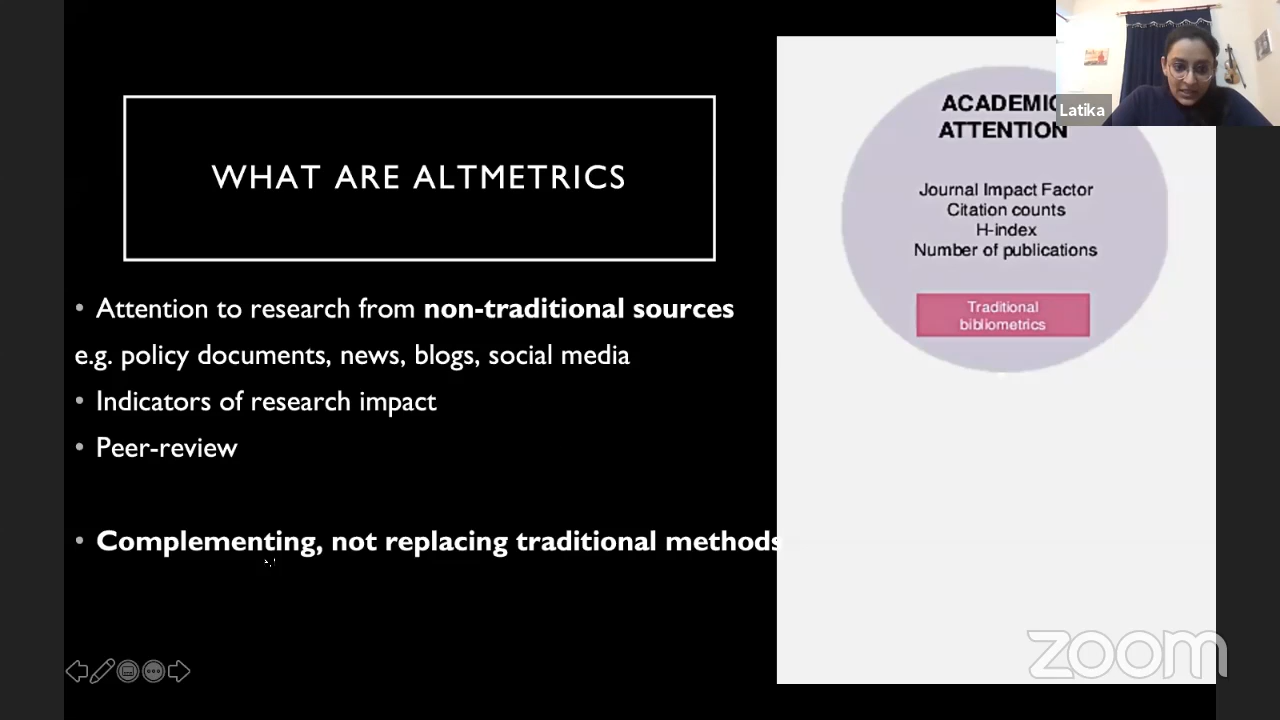 WHAT ARE ALTMETRICS
• Attention to research from non-traditional sources
e.g. policy documents, news, blogs, social media
• Indicators of research impact
• Peer-review
• Complementing, not replacing traditional methods
ACADEMIC
ATTENTION
Journal Impact Factor
Citation counts
H-index
Number of publications
Traditional
bibliometrics
Latika
zoom